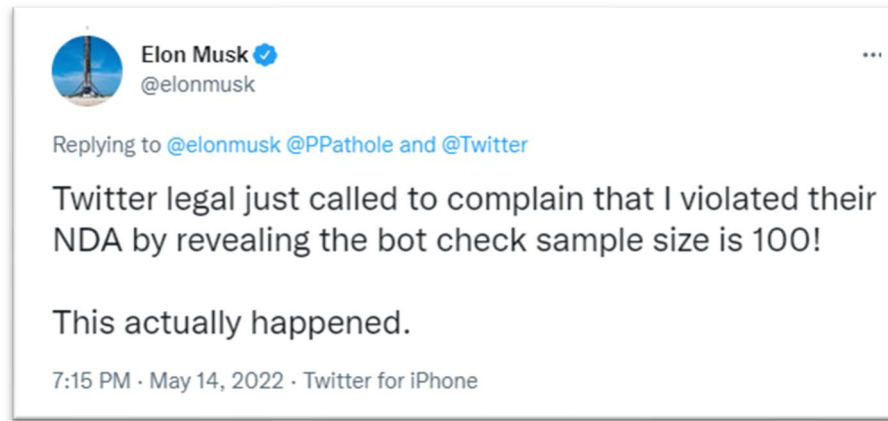 Elon Musk
@elonmusk
Replying to @elonmusk @PPathole and @Twitter
Twitter legal just called to complain that I violated their
NDA by revealing the bot check sample size is 100!
This actually happened.
7:15 PM · May 14, 2022 · Twitter for iPhone